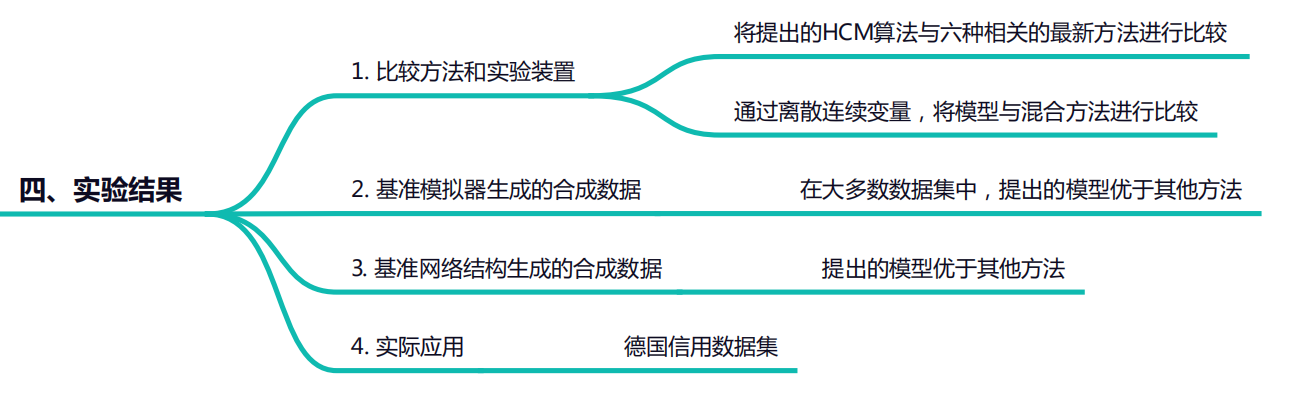 四、实验结果
1. 比较方法和实验装置
将提出的HCM算法与六种相关的最新方法进行比较
通过离散连续变量，将模型与混合方法进行比较
2. 基准模拟器生成的合成数据
在大多数数据集中，提出的模型优于其他方法
3. 基准网络结构生成的合成数据
提出的模型优于其他方法
4. 实际应用
德国信用数据集